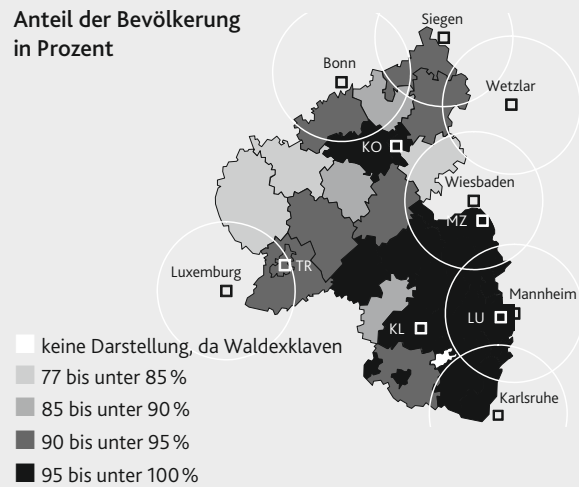 Anteil der Bevölkerung
in Prozent
Siegen
Bonn
Wetzlar
KO
Wiesbaden
MZ
TR
Luxemburg
Mannheim
LU
KL
keine Darstellung, da Waldexklaven
77 bis unter 85 %
85 bis unter 90 %
Karlsruhe
90 bis unter 95 %
95 bis unter 100 %